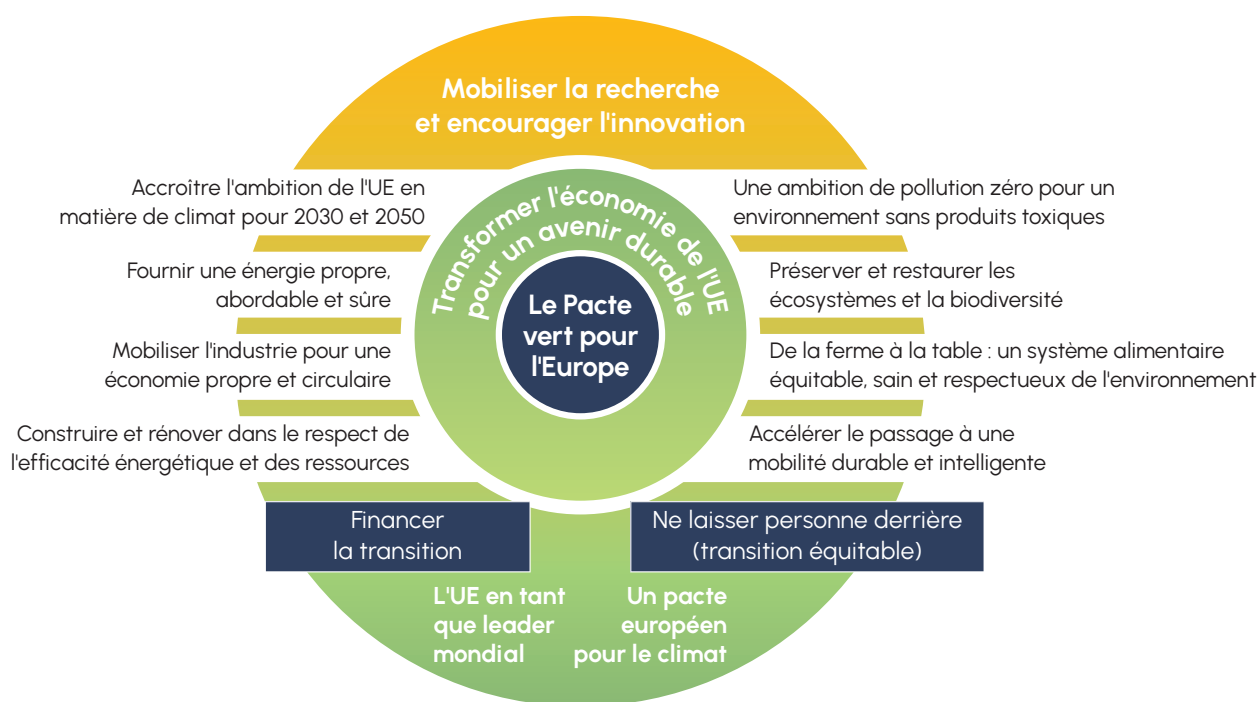 Mobiliser la recherche
et encourager l'innovation
Accroître l'ambition de l'UE en
matière de climat pour 2030 et 2050
Fournir une énergie propre,
abordable et sûre
Mobiliser l'industrie pour une
économie propre et circulaire
Construire et rénover dans le respect de
l'efficacité énergétique et des ressources
Transformer l'économie de l'UE
pour un avenir durable
Le Pacte
vert pour
l'Europe
Une ambition de pollution zéro pour un
environnement sans produits toxiques
Préserver et restaurer les
écosystèmes et la biodiversité
De la ferme à la table : un système alimentaire
équitable, sain et respectueux de l'environnement
Accélérer le passage à une
mobilité durable et intelligente
Financer
la transition
Ne laisser personne derrière
(transition équitable)
L'UE en tant
que leader
mondial
Un pacte
européen
pour le climat